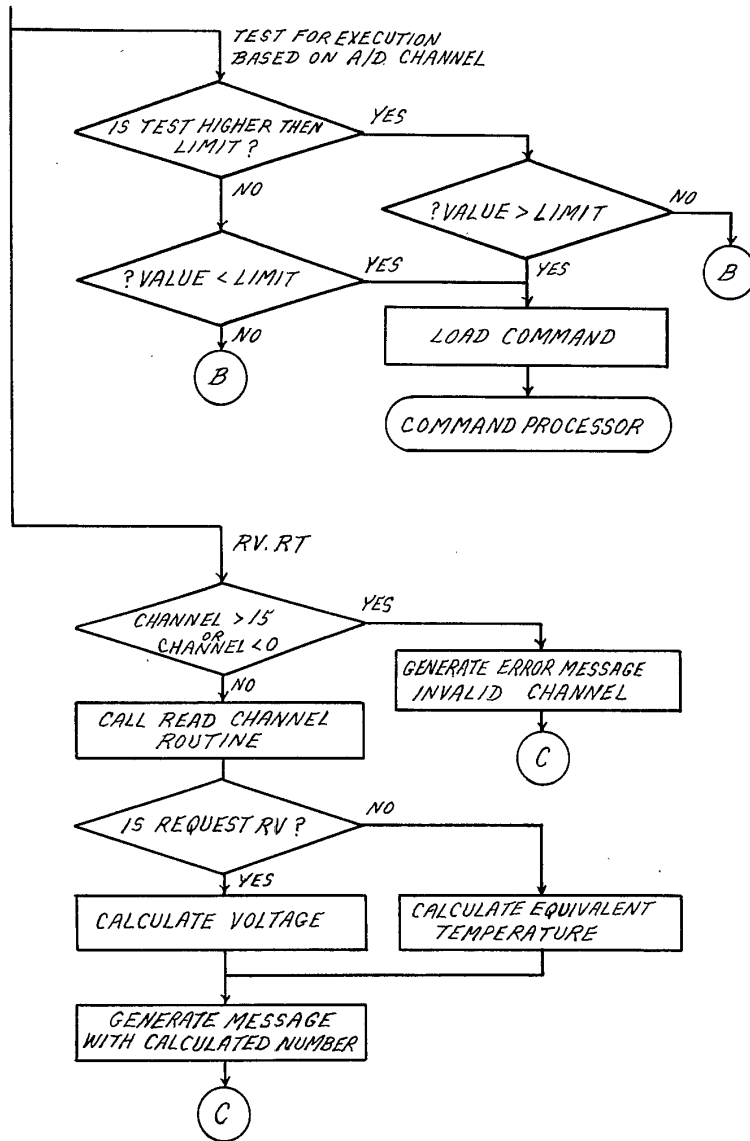 TEST FOR EXECUTION
BASED ON A/D CHANNEL
IS TEST HIGHER THEN
LIMIT?
YES
NO
?VALUE > LIMIT
NO
B
YES
?VALUE < LIMIT
YES
NO
B
LOAD COMMAND
COMMAND PROCESSOR
RV.RT
CHANNEL >15
OR
CHANNEL <0
YES
GENERATE ERROR MESSAGE
INVALID CHANNEL
C
NO
CALL READ CHANNEL
ROUTINE
IS REQUEST RV?
NO
YES
CALCULATE VOLTAGE
CALCULATE EQUIVALENT
TEMPERATURE
GENERATE MESSAGE
WITH CALCULATED NUMBER
C